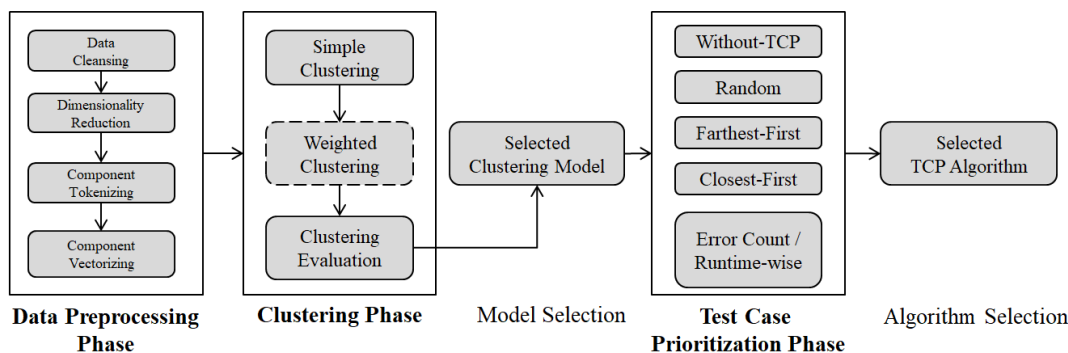 Data
Cleansing
Dimensionality
Reduction
Component
Tokenizing
Component
Vectorizing
Data Preprocessing
Phase
Simple
Clustering
Weighted
Clustering
Clustering
Evaluation
Clustering Phase
Selected
Clustering Model
Model Selection
Without-TCP
Random
Farthest-First
Closest-First
Error Count /
Runtime-wise
Test Case
Prioritization Phase
Selected
TCP Algorithm
Algorithm Selection